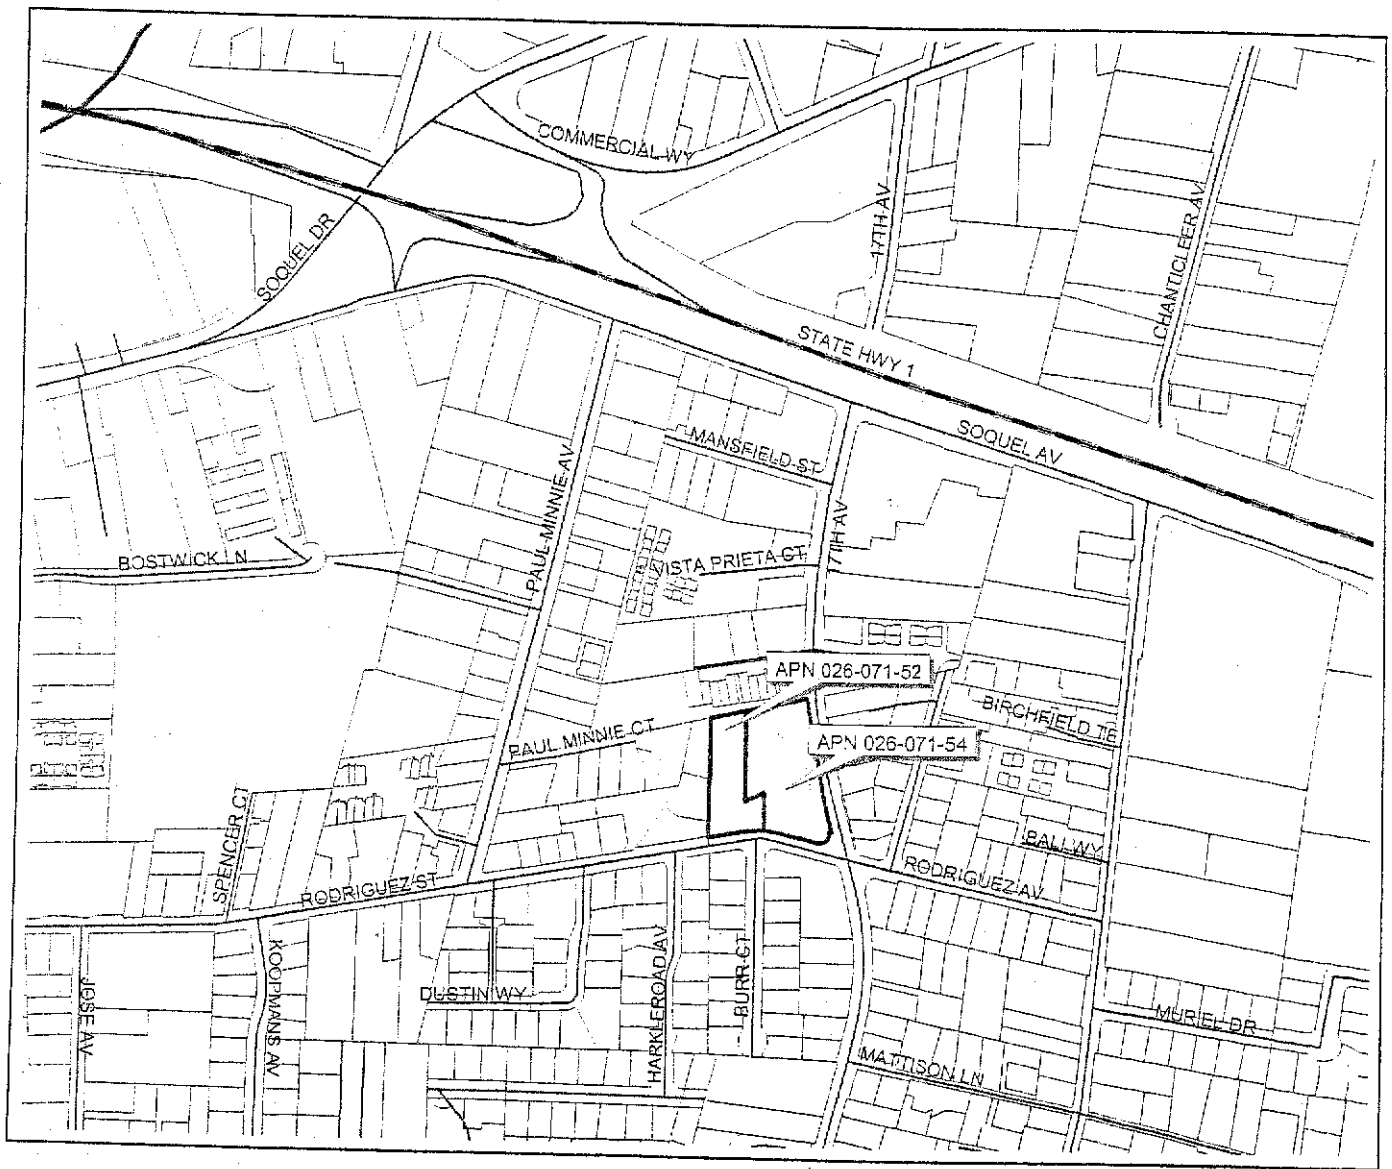 COMMERCIAL WY
SOQUEL DR
17TH AV
CHANTICLEER AV
STATE HWY 1
SOQUEL AV
MANSFIELD ST
PAUL MINNIE AV
17TH AV
BOSTWICK LN
VISTA PRIETA CT
APN 026-071-52
BIRCHFIELD TE
PAUL MINNIE CT
APN 026-071-54
SPENCER CT
BALL WY
RODRIGUEZ ST
RODRIGUEZ AV
JOSE AV
KOOPMANS AV
DUSTIN WY
HARKLEROAD AV
BURR CT
MURIEL DR
MATTISON LN